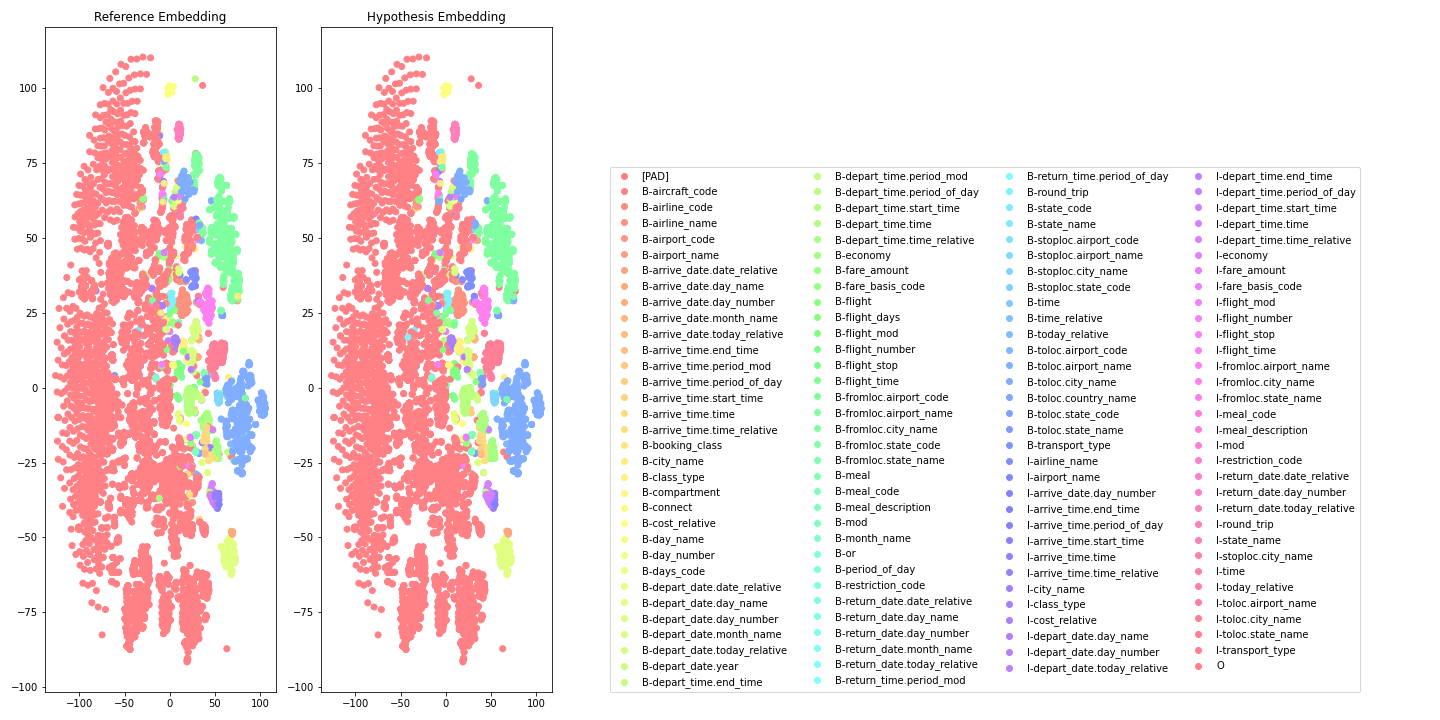 Reference Embedding
Hypothesis Embedding
100
75
50
25
0
−25
−50
−75
−100
−100
−50
0
50
100
100
75
50
25
0
−25
−50
−75
−100
−100
−50
0
50
100
[PAD]
B-aircraft_code
B-airline_code
B-airline_name
B-airport_code
B-airport_name
B-arrive_date.date_relative
B-arrive_date.day_name
B-arrive_date.day_number
B-arrive_date.month_name
B-arrive_date.today_relative
B-arrive_time.end_time
B-arrive_time.period_mod
B-arrive_time.period_of_day
B-arrive_time.start_time
B-arrive_time.time
B-arrive_time.time_relative
B-booking_class
B-city_name
B-class_type
B-compartment
B-connect
B-cost_relative
B-day_name
B-day_number
B-days_code
B-depart_date.date_relative
B-depart_date.day_name
B-depart_date.day_number
B-depart_date.month_name
B-depart_date.today_relative
B-depart_date.year
B-depart_time.end_time
B-depart_time.period_mod
B-depart_time.period_of_day
B-depart_time.start_time
B-depart_time.time
B-depart_time.time_relative
B-economy
B-fare_amount
B-fare_basis_code
B-flight
B-flight_days
B-flight_mod
B-flight_number
B-flight_stop
B-flight_time
B-fromloc.airport_code
B-fromloc.airport_name
B-fromloc.city_name
B-fromloc.state_code
B-fromloc.state_name
B-meal
B-meal_code
B-meal_description
B-mod
B-month_name
B-or
B-period_of_day
B-restriction_code
B-return_date.date_relative
B-return_date.day_name
B-return_date.day_number
B-return_date.month_name
B-return_date.today_relative
B-return_time.period_mod
B-return_time.period_of_day
B-round_trip
B-state_code
B-state_name
B-stoploc.airport_code
B-stoploc.airport_name
B-stoploc.city_name
B-stoploc.state_code
B-time
B-time_relative
B-today_relative
B-toloc.airport_code
B-toloc.airport_name
B-toloc.city_name
B-toloc.country_name
B-toloc.state_code
B-toloc.state_name
B-transport_type
I-airline_name
I-airport_name
I-arrive_date.day_number
I-arrive_time.end_time
I-arrive_time.period_of_day
I-arrive_time.start_time
I-arrive_time.time
I-arrive_time.time_relative
I-city_name
I-class_type
I-cost_relative
I-depart_date.day_name
I-depart_date.day_number
I-depart_date.today_relative
I-depart_time.end_time
I-depart_time.period_of_day
I-depart_time.start_time
I-depart_time.time
I-depart_time.time_relative
I-economy
I-fare_amount
I-fare_basis_code
I-flight_mod
I-flight_number
I-flight_stop
I-flight_time
I-fromloc.airport_name
I-fromloc.city_name
I-fromloc.state_name
I-meal_code
I-meal_description
I-mod
I-restriction_code
I-return_date.date_relative
I-return_date.day_number
I-return_date.today_relative
I-round_trip
I-state_name
I-stoploc.city_name
I-time
I-today_relative
I-toloc.airport_name
I-toloc.city_name
I-toloc.state_name
I-transport_type
O